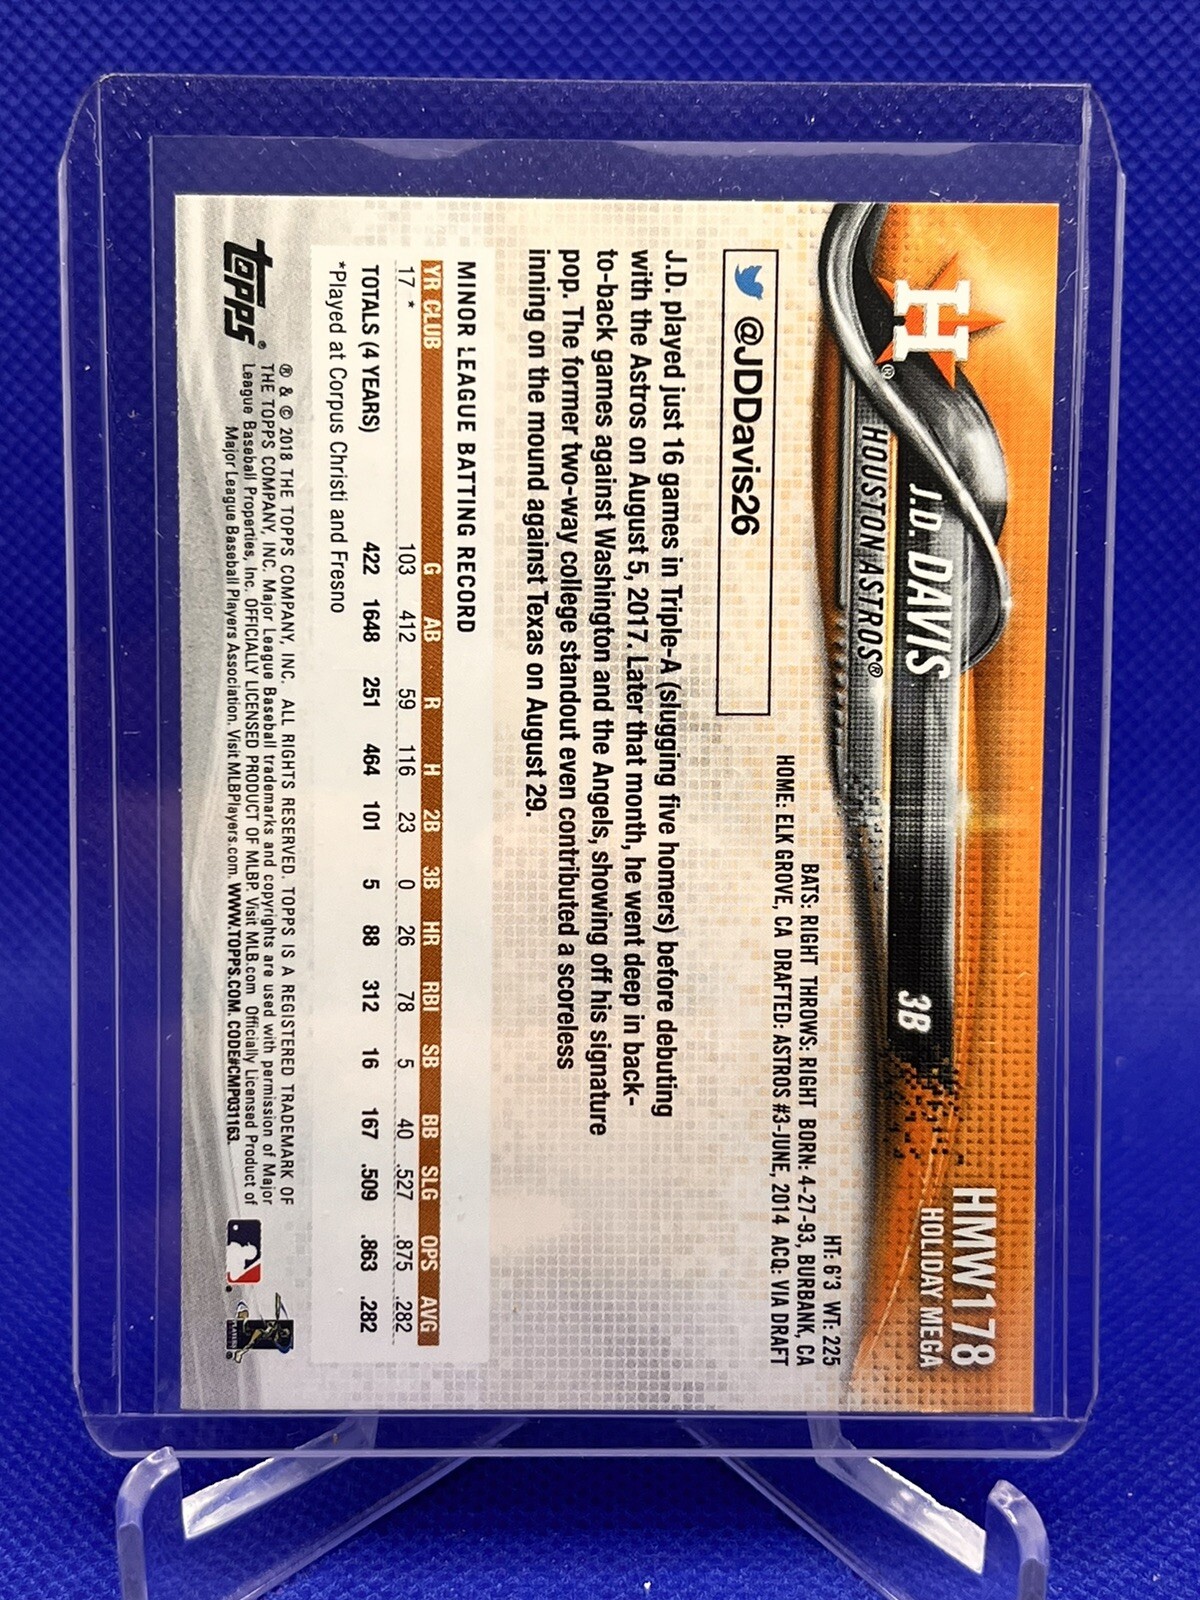 HMW178
HOLIDAY MEGA
H®
J.D. DAVIS 3B
HOUSTON ASTROS®
HT: 6'3 WT: 225
BATS: RIGHT THROWS: RIGHT BORN: 4-27-93, BURBANK, CA
HOME: ELK GROVE, CA DRAFTED: ASTROS #3-JUNE, 2014 ACQ: VIA DRAFT
@JDDavis26
J.D. played just 16 games in Triple-A (slugging five homers) before debuting
with the Astros on August 5, 2017. Later that month, he went deep in back-
to-back games against Washington and the Angels, showing off his signature
pop. The former two-way college standout even contributed a scoreless
inning on the mound against Texas on August 29.
MINOR LEAGUE BATTING RECORD
YR CLUB G AB R H 2B 3B HR RBI SB BB SLG OPS AVG
17 * 103 412 59 116 23 0 26 78 5 40 .527 .875 .282
TOTALS (4 YEARS) 422 1648 251 464 101 5 88 312 16 167 .509 .863 .282
*Played at Corpus Christi and Fresno
topps®
® & © 2018 THE TOPPS COMPANY, INC. ALL RIGHTS RESERVED. TOPPS IS A REGISTERED TRADEMARK OF
THE TOPPS COMPANY, INC. Major League Baseball trademarks and copyrights are used with permission of Major
League Baseball Properties, Inc. OFFICIALLY LICENSED PRODUCT OF MLBP. Visit MLB.com Officially Licensed Product of
Major League Baseball Players Association. Visit MLBPlayers.com. WWW.TOPPS.COM. CODE#CMP031163.